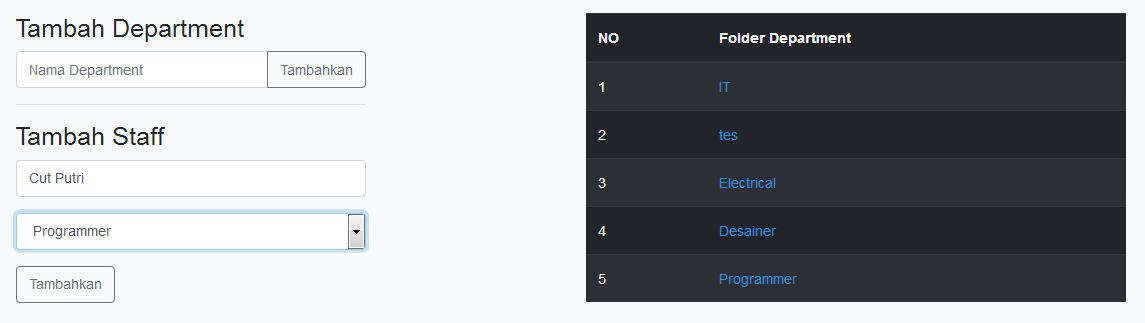 Tambah Department
Nama Department Tambahkan
Tambah Staff
Cut Putri
Programmer
Tambahkan
NO Folder Department
1 IT
2 tes
3 Electrical
4 Desainer
5 Programmer